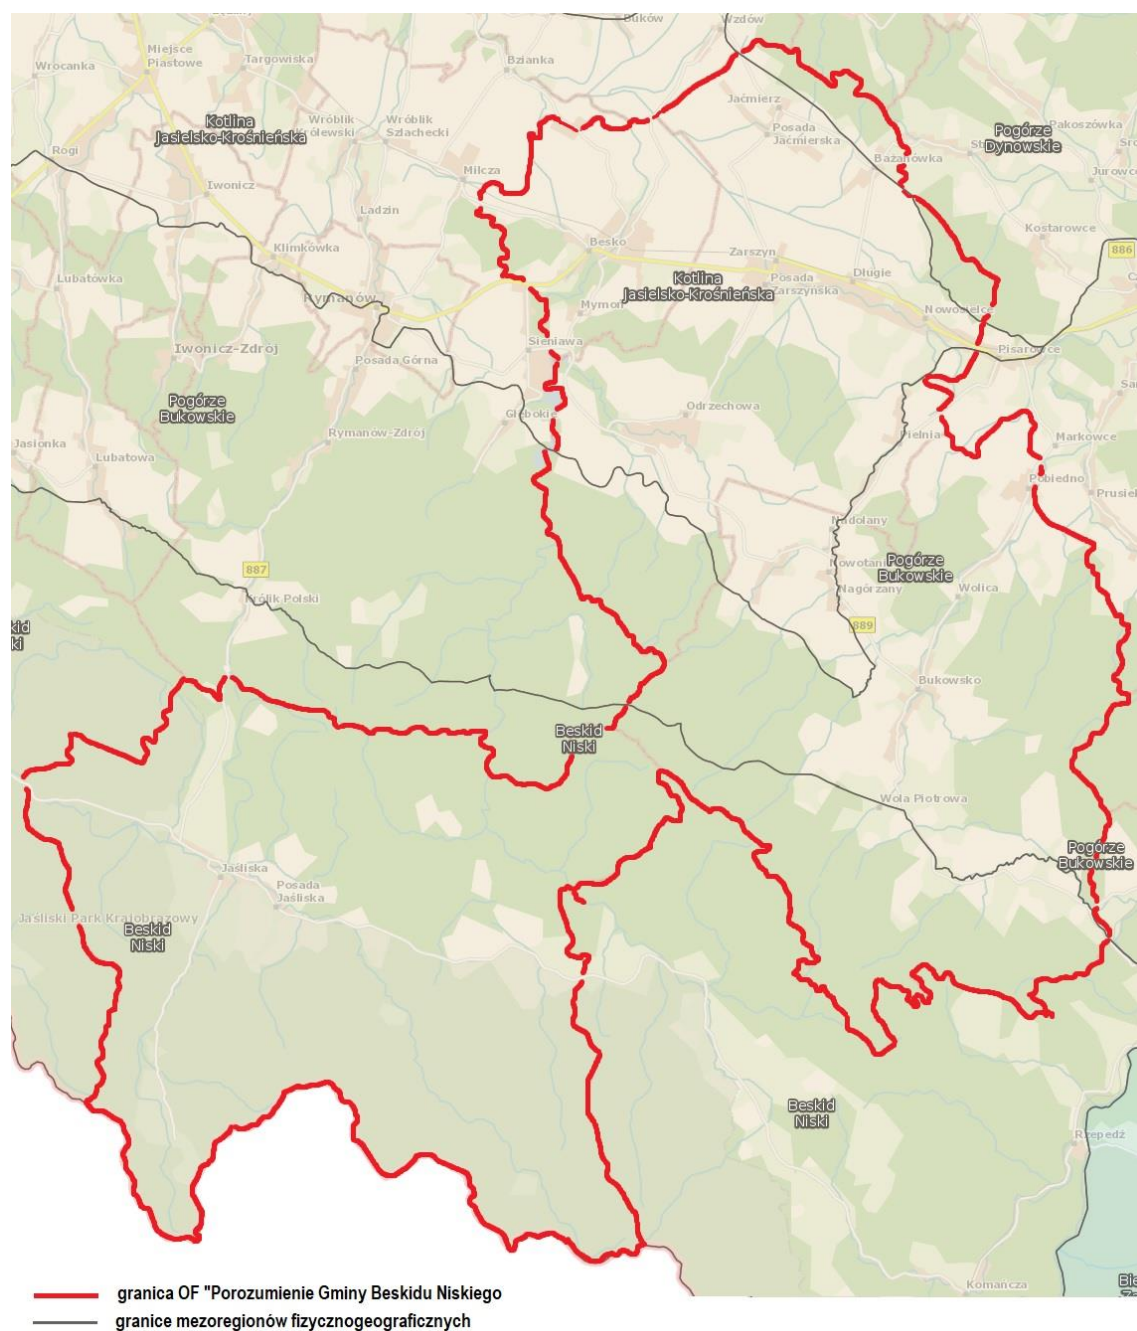 Buków
Wzdów
Miejsce
Piastowe
Targowiska
Wrocanka
Bzianka
Jaćmierz
Kotlina
Jasielsko-Krośnieńska
Wróblik
Królewski
Wróblik
Szlachecki
Posada
Jaćmierska
Pogórze
Dynowskie
Pakoszówka
Rogi
Bażanówka
Iwonicz
Milcza
Jurowce
Ladzin
Kostarowce
Klimkówka
Besko
Zarszyn
886
Lubatówka
Kotlina
Jasielsko-Krośnieńska
Posada
Zarszyńska
Długie
Rymanów
Mymoń
Nowosielce
Iwonicz-Zdrój
Sieniawa
Pisarowce
Posada Górna
Pogórze
Bukowskie
Głębokie
Odrzechowa
Jasionka
Rymanów-Zdrój
Pielnia
Markowce
Lubatowa
Pobiedno
Prusiek
Nadolany
Pogórze
Bukowskie
887
Nowotaniec
Królik Polski
Nagórzany
Wolica
889
Bukowsko
Beskid
Niski
Wola Piotrowa
Jaśliska
Posada
Jaśliska
Pogórze
Bukowskie
Jaśliski Park Krajobrazowy
Beskid
Niski
Beskid
Niski
Rzepedź
Komańcza
granica OF "Porozumienie Gminy Beskidu Niskiego
granice mezoregionów fizycznogeograficznych